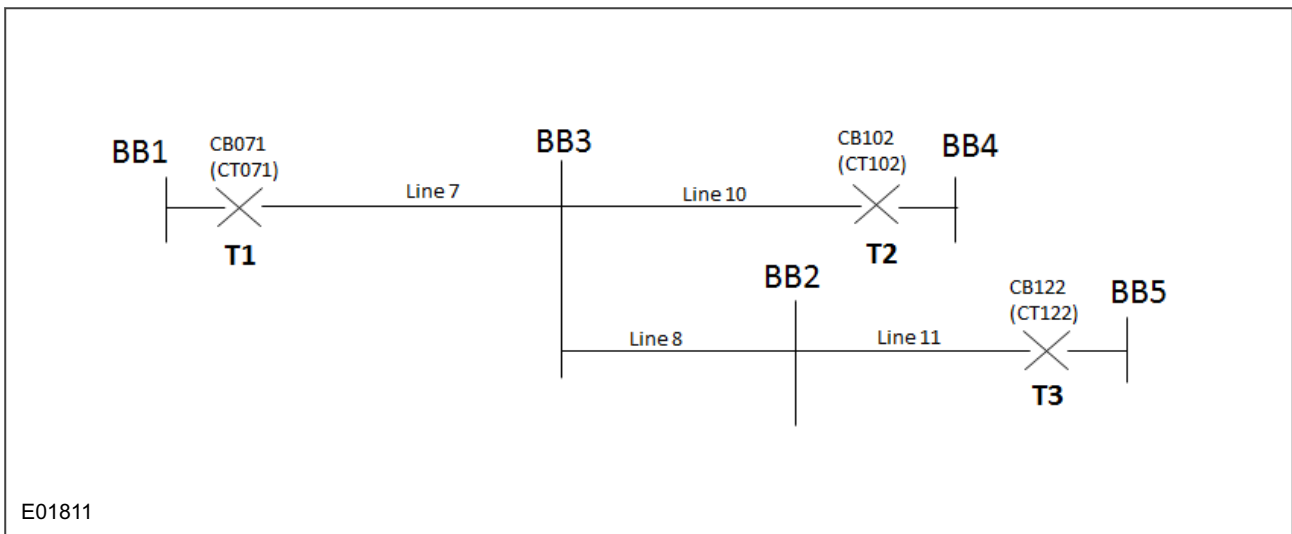 BB1
CB071
(CT071)
T1
Line 7
BB3
Line 10
CB102
(CT102)
T2
BB4
BB2
Line 8
Line 11
CB122
(CT122)
T3
BB5
E01811